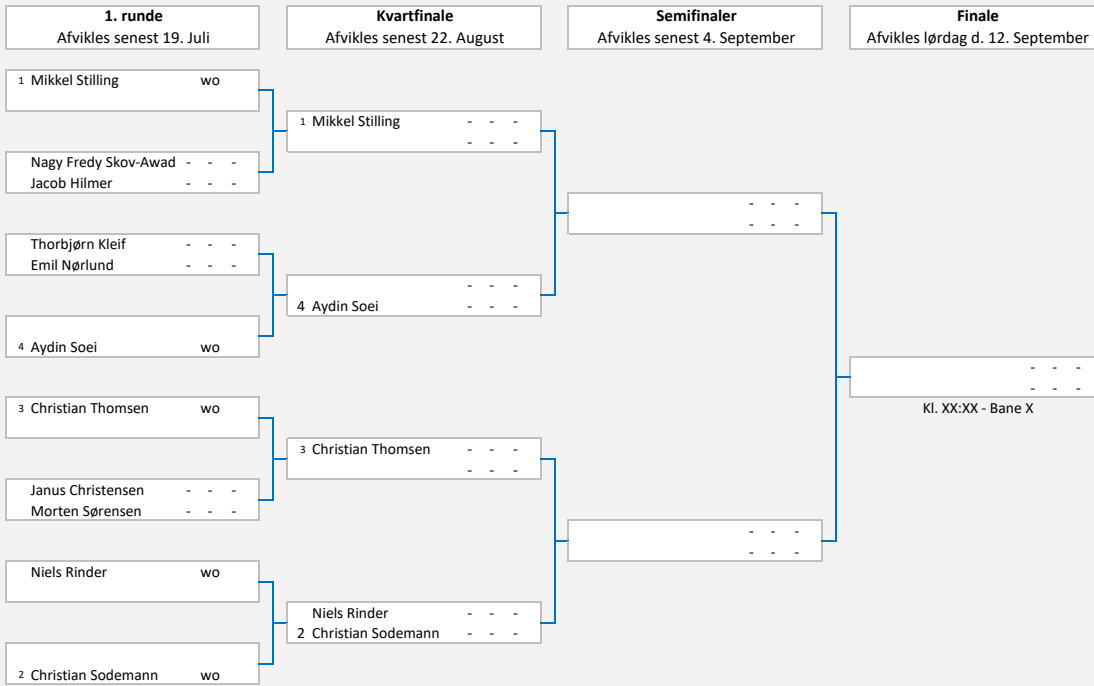 1. runde
Afvikles senest 19. Juli
Kvartfinale
Afvikles senest 22. August
Semifinaler
Afvikles senest 4. September
Finale
Afvikles lørdag d. 12. September
1 Mikkel Stilling wo
Nagy Fredy Skov-Awad - - -
Jacob Hilmer - - -
Thorbjørn Kleif - - -
Emil Nørlund - - -
4 Aydin Soei wo
3 Christian Thomsen wo
Janus Christensen - - -
Morten Sørensen - - -
Niels Rinder wo
2 Christian Sodemann wo
1 Mikkel Stilling - - -
- - -
- - -
4 Aydin Soei - - -
3 Christian Thomsen - - -
- - -
Niels Rinder - - -
2 Christian Sodemann - - -
- - -
- - -
- - -
- - -
- - -
- - -
Kl. XX:XX - Bane X